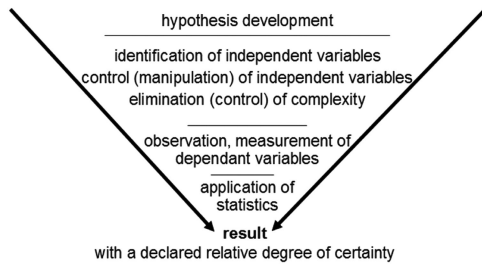 hypothesis development
identification of independent variables
control (manipulation) of independent variables
elimination (control) of complexity
observation, measurement of
dependant variables
application of
statistics
result
with a declared relative degree of certainty